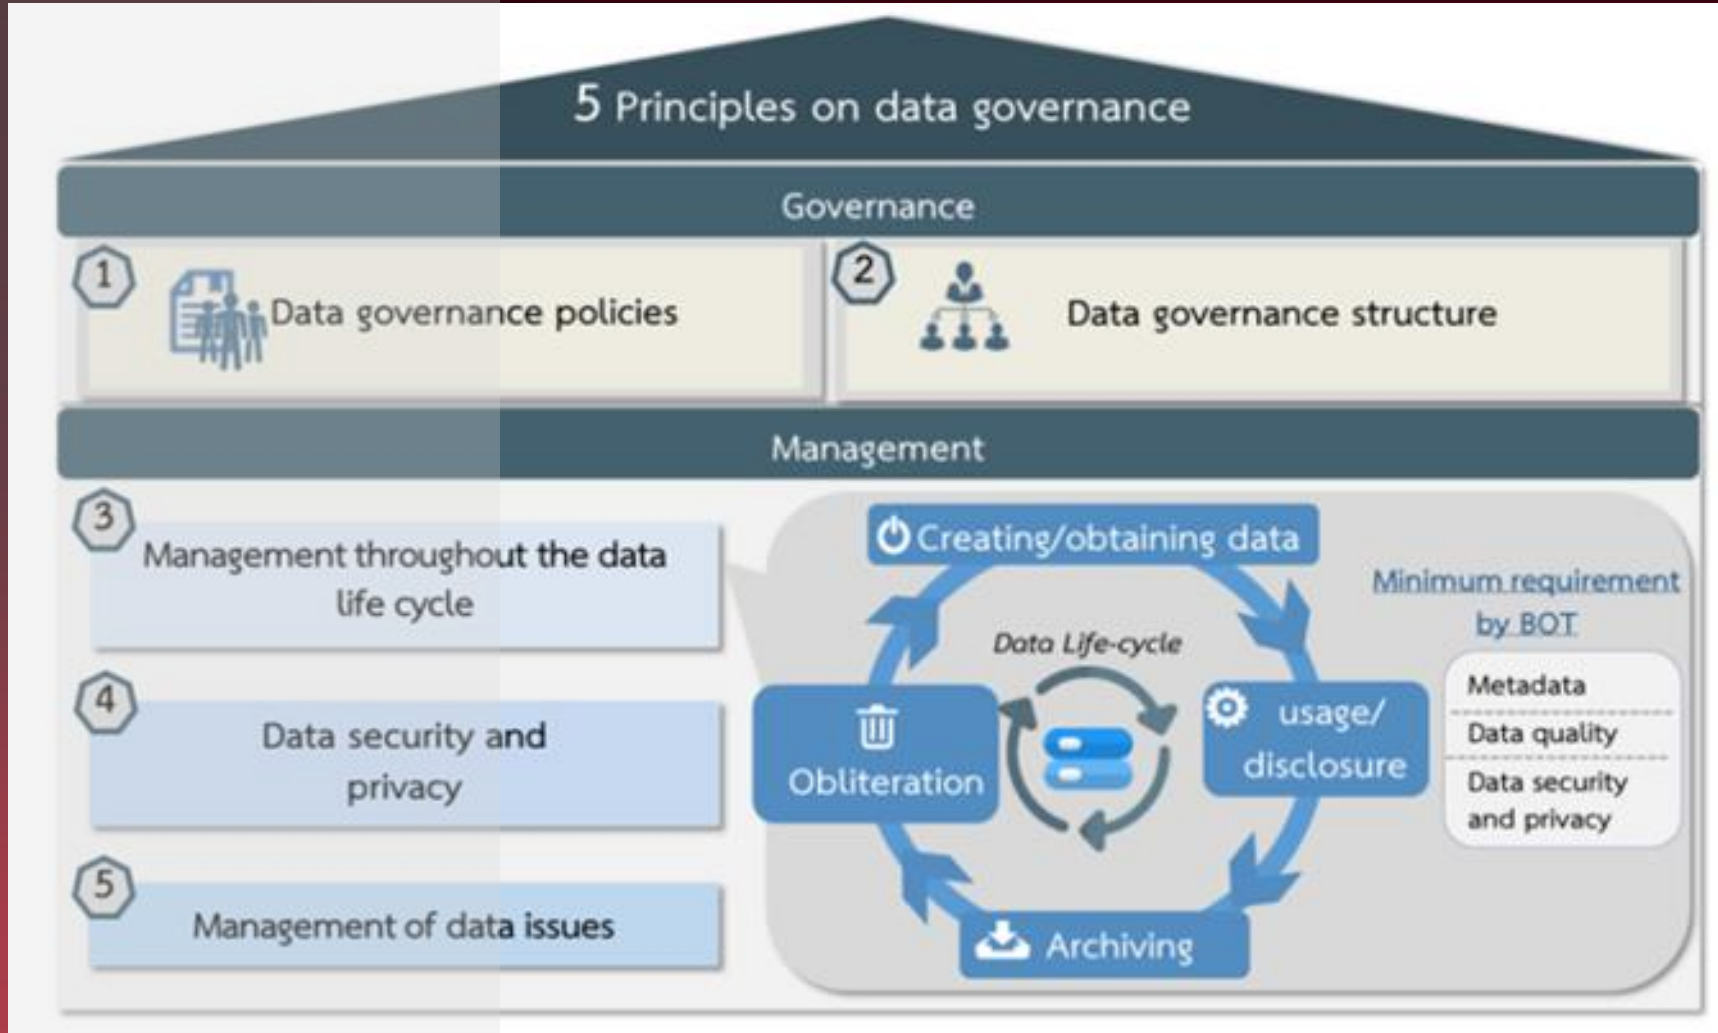 5 Principles on data governance
Governance
1
Data governance policies
2
Data governance structure
Management
3
Management throughout the data
life cycle
4
Data security and
privacy
5
Management of data issues
Creating/obtaining data
Data Life-cycle
usage/
disclosure
Archiving
Obliteration
Minimum requirement
by BOT
Metadata
Data quality
Data security
and privacy